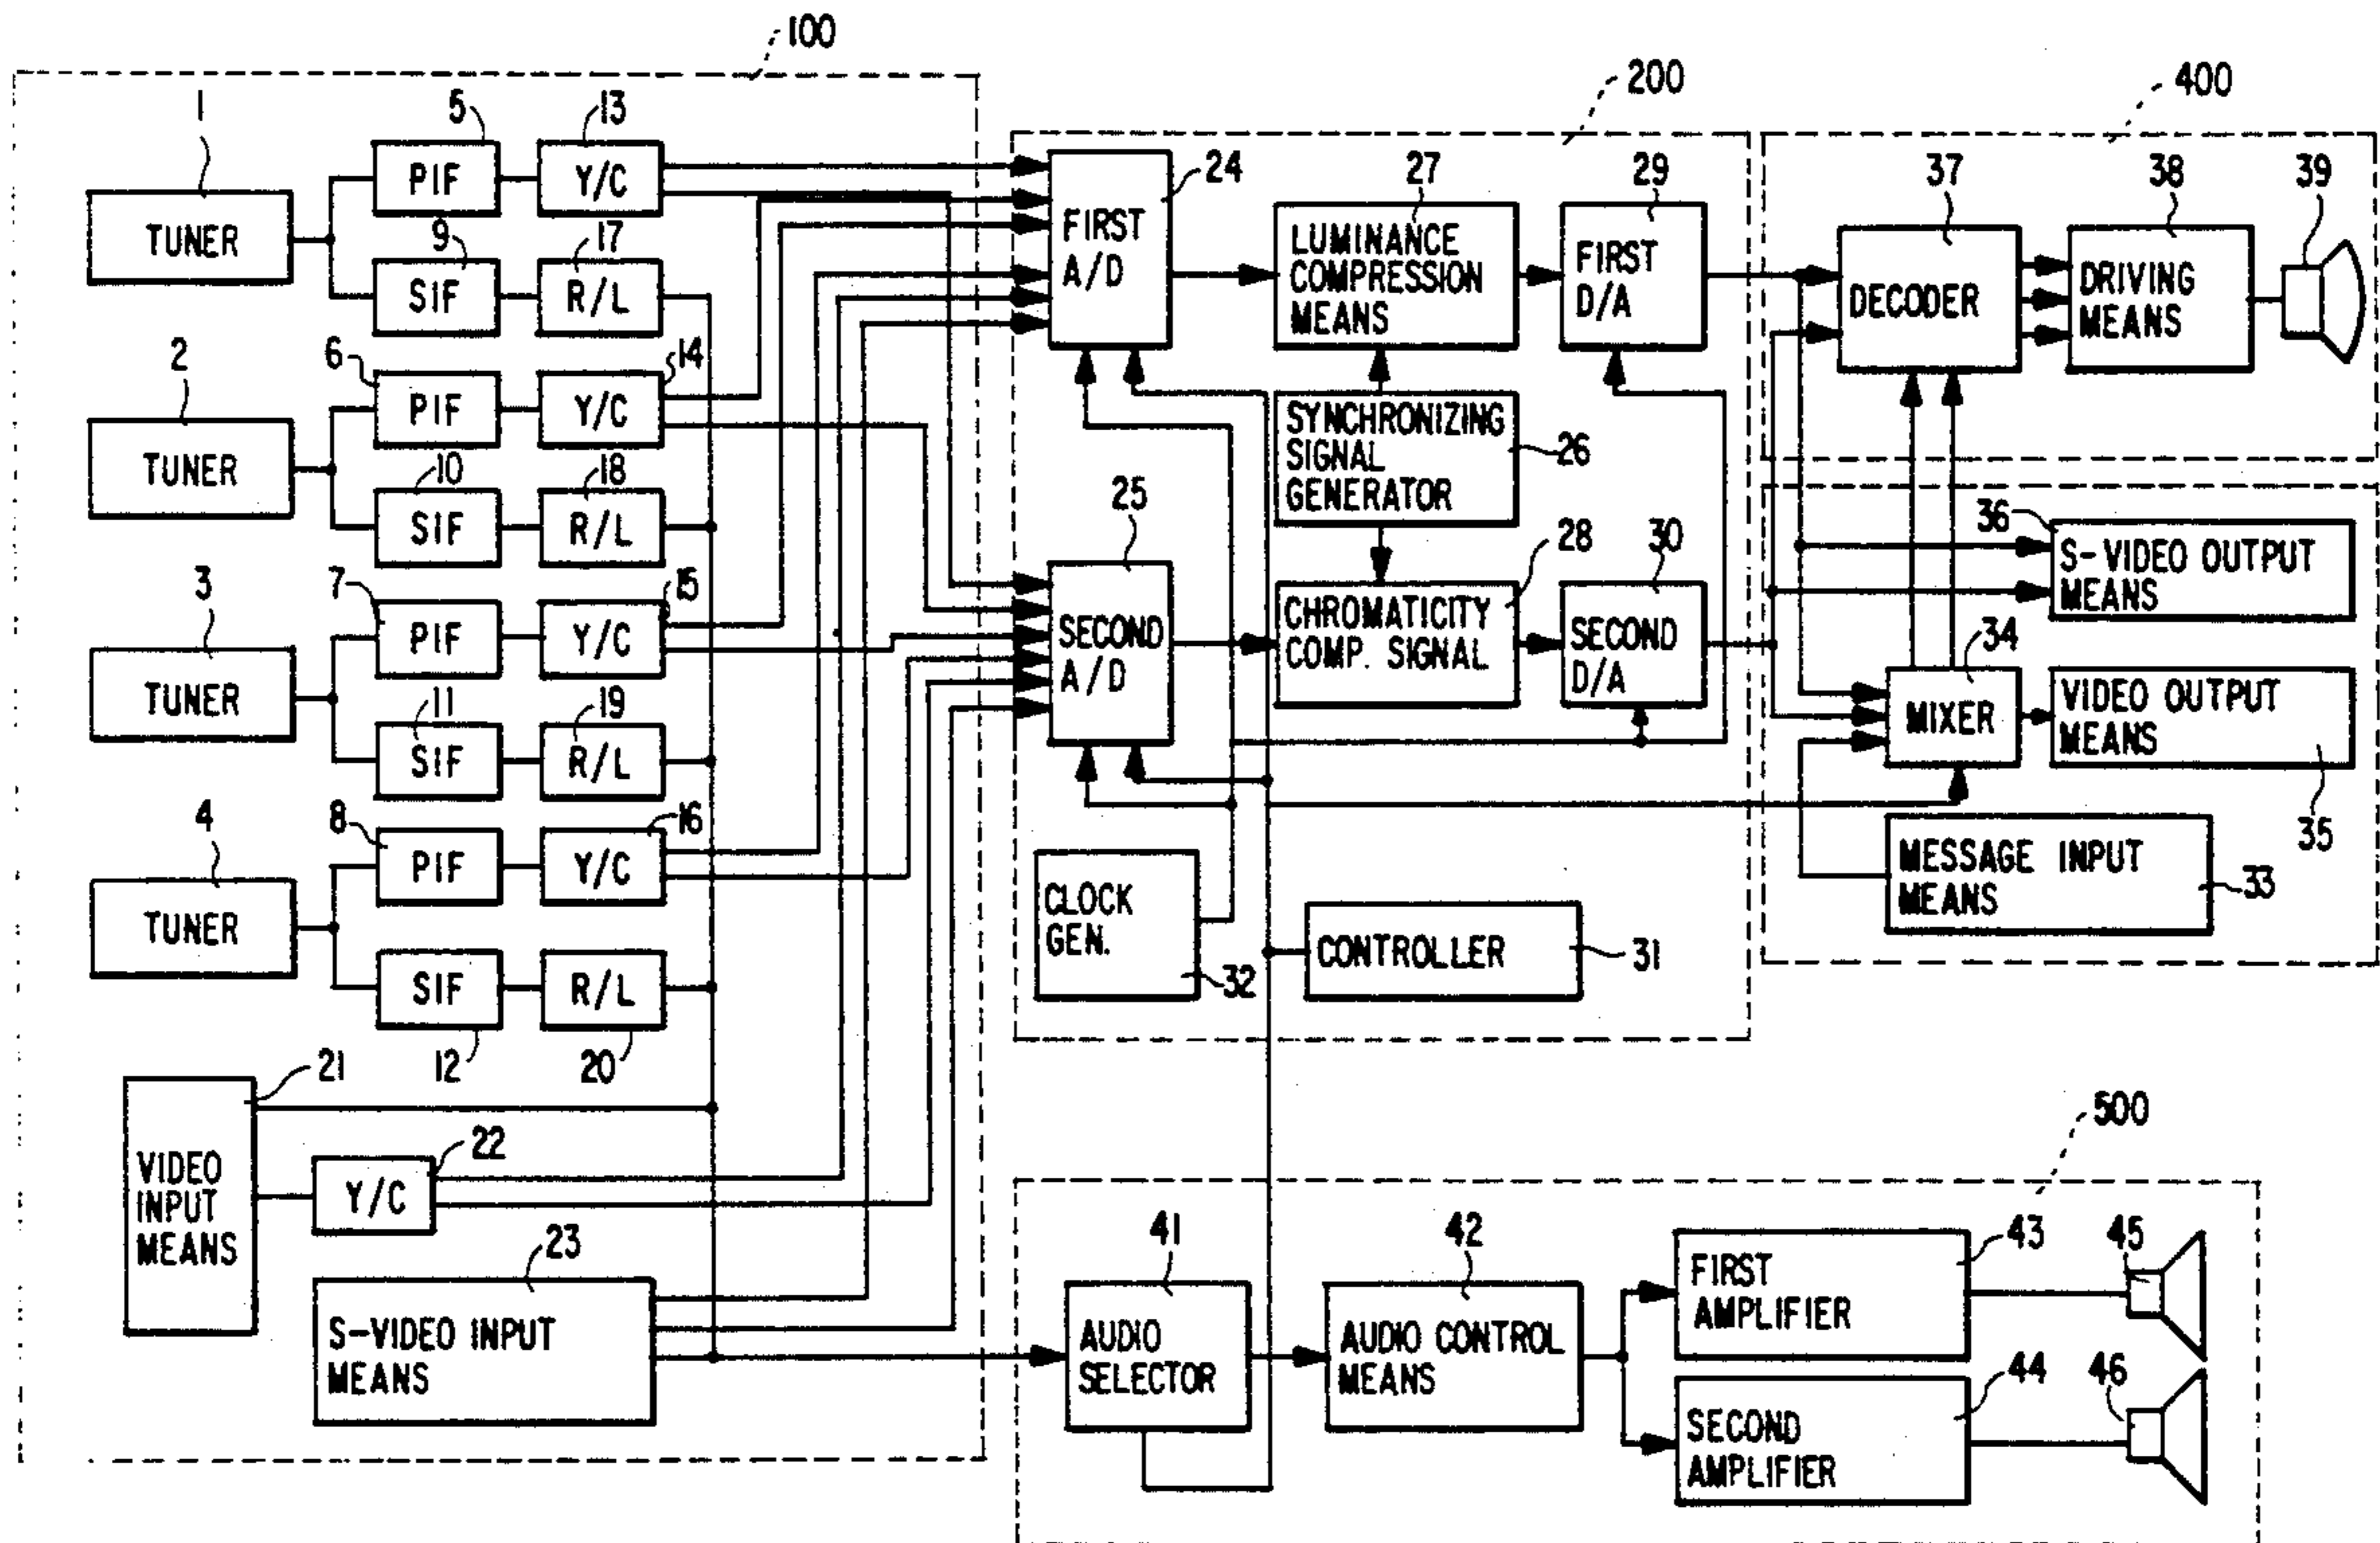 100
1
TUNER
5
PIF
13
Y/C
9
SIF
17
R/L
2
TUNER
6
PIF
14
Y/C
10
SIF
18
R/L
3
TUNER
7
PIF
15
Y/C
11
SIF
19
R/L
4
TUNER
8
PIF
16
Y/C
SIF
12
R/L
20
21
VIDEO
INPUT
MEANS
22
Y/C
23
S-VIDEO INPUT
MEANS
200
24
FIRST
A/D
27
LUMINANCE
COMPRESSION
MEANS
29
FIRST
D/A
SYNCHRONIZING
SIGNAL
GENERATOR
26
25
SECOND
A/D
28
CHROMATICITY
COMP. SIGNAL
30
SECOND
D/A
CLOCK
GEN.
32
CONTROLLER
31
400
37
DECODER
38
DRIVING
MEANS
39
36
S-VIDEO OUTPUT
MEANS
34
MIXER
VIDEO OUTPUT
MEANS
35
MESSAGE INPUT
MEANS
33
500
41
AUDIO
SELECTOR
42
AUDIO CONTROL
MEANS
43
FIRST
AMPLIFIER
45
44
SECOND
AMPLIFIER
46